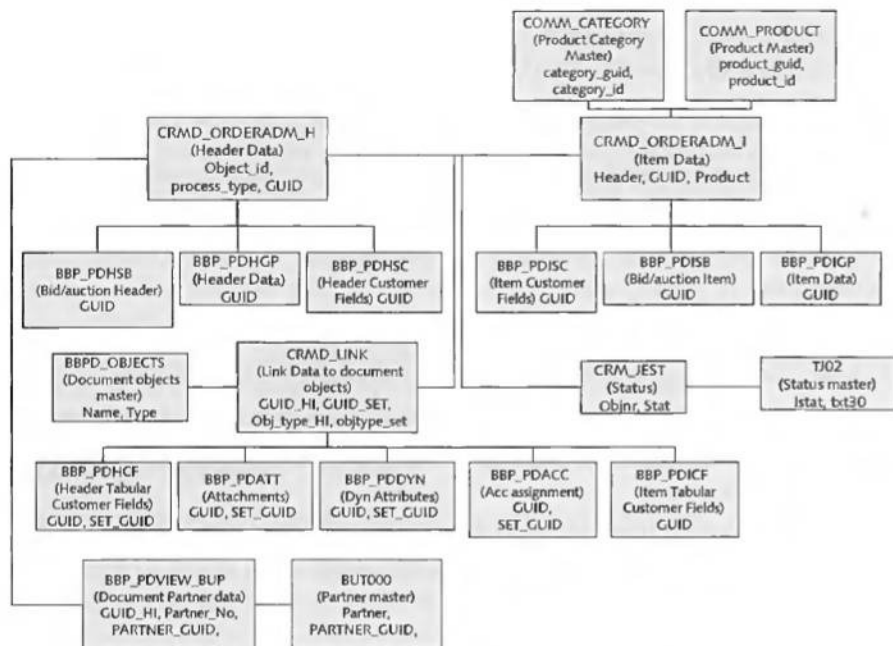 COMM_CATEGORY
(Product Category
Master)
category_guid,
category_id
COMM_PRODUCT
(Product Master)
product_guid,
product_id
CRMD_ORDERADM_H
(Header Data)
Object_id,
process_type, GUID
CRMD_ORDERADM_I
(Item Data)
Header, GUID, Product
BBP_PDHSB
(Bid/auction Header)
GUID
BBP_PDHGP
(Header Data)
GUID
BBP_PDHSC
(Header Customer
Fields) GUID
BBP_PDISC
(Item Customer
Fields) GUID
BBP_PDISB
(Bid/auction Item)
GUID
BBP_PDIGP
(Item Data)
GUID
BBPD_OBJECTS
(Document objects
master)
Name, Type
CRMD_LINK
(Link Data to document
objects)
GUID_HI, GUID_SET,
Obj_type_HI, objtype_set
CRM_JEST
(Status)
Objnr, Stat
TJ02
(Status master)
Istat, txt30
BBP_PDHCF
(Header Tabular
Customer Fields)
GUID, SET_GUID
BBP_PDATT
(Attachments)
GUID, SET_GUID
BBP_PDDYN
(Dyn Attributes)
GUID, SET_GUID
BBP_PDACC
(Acc assignment)
GUID,
SET_GUID
BBP_PDICF
(Item Tabular
Customer Fields)
GUID
BBP_PDVIEW_BUP
(Document Partner data)
GUID_HI, Partner_No,
PARTNER_GUID,
BUT000
(Partner master)
Partner,
PARTNER_GUID,